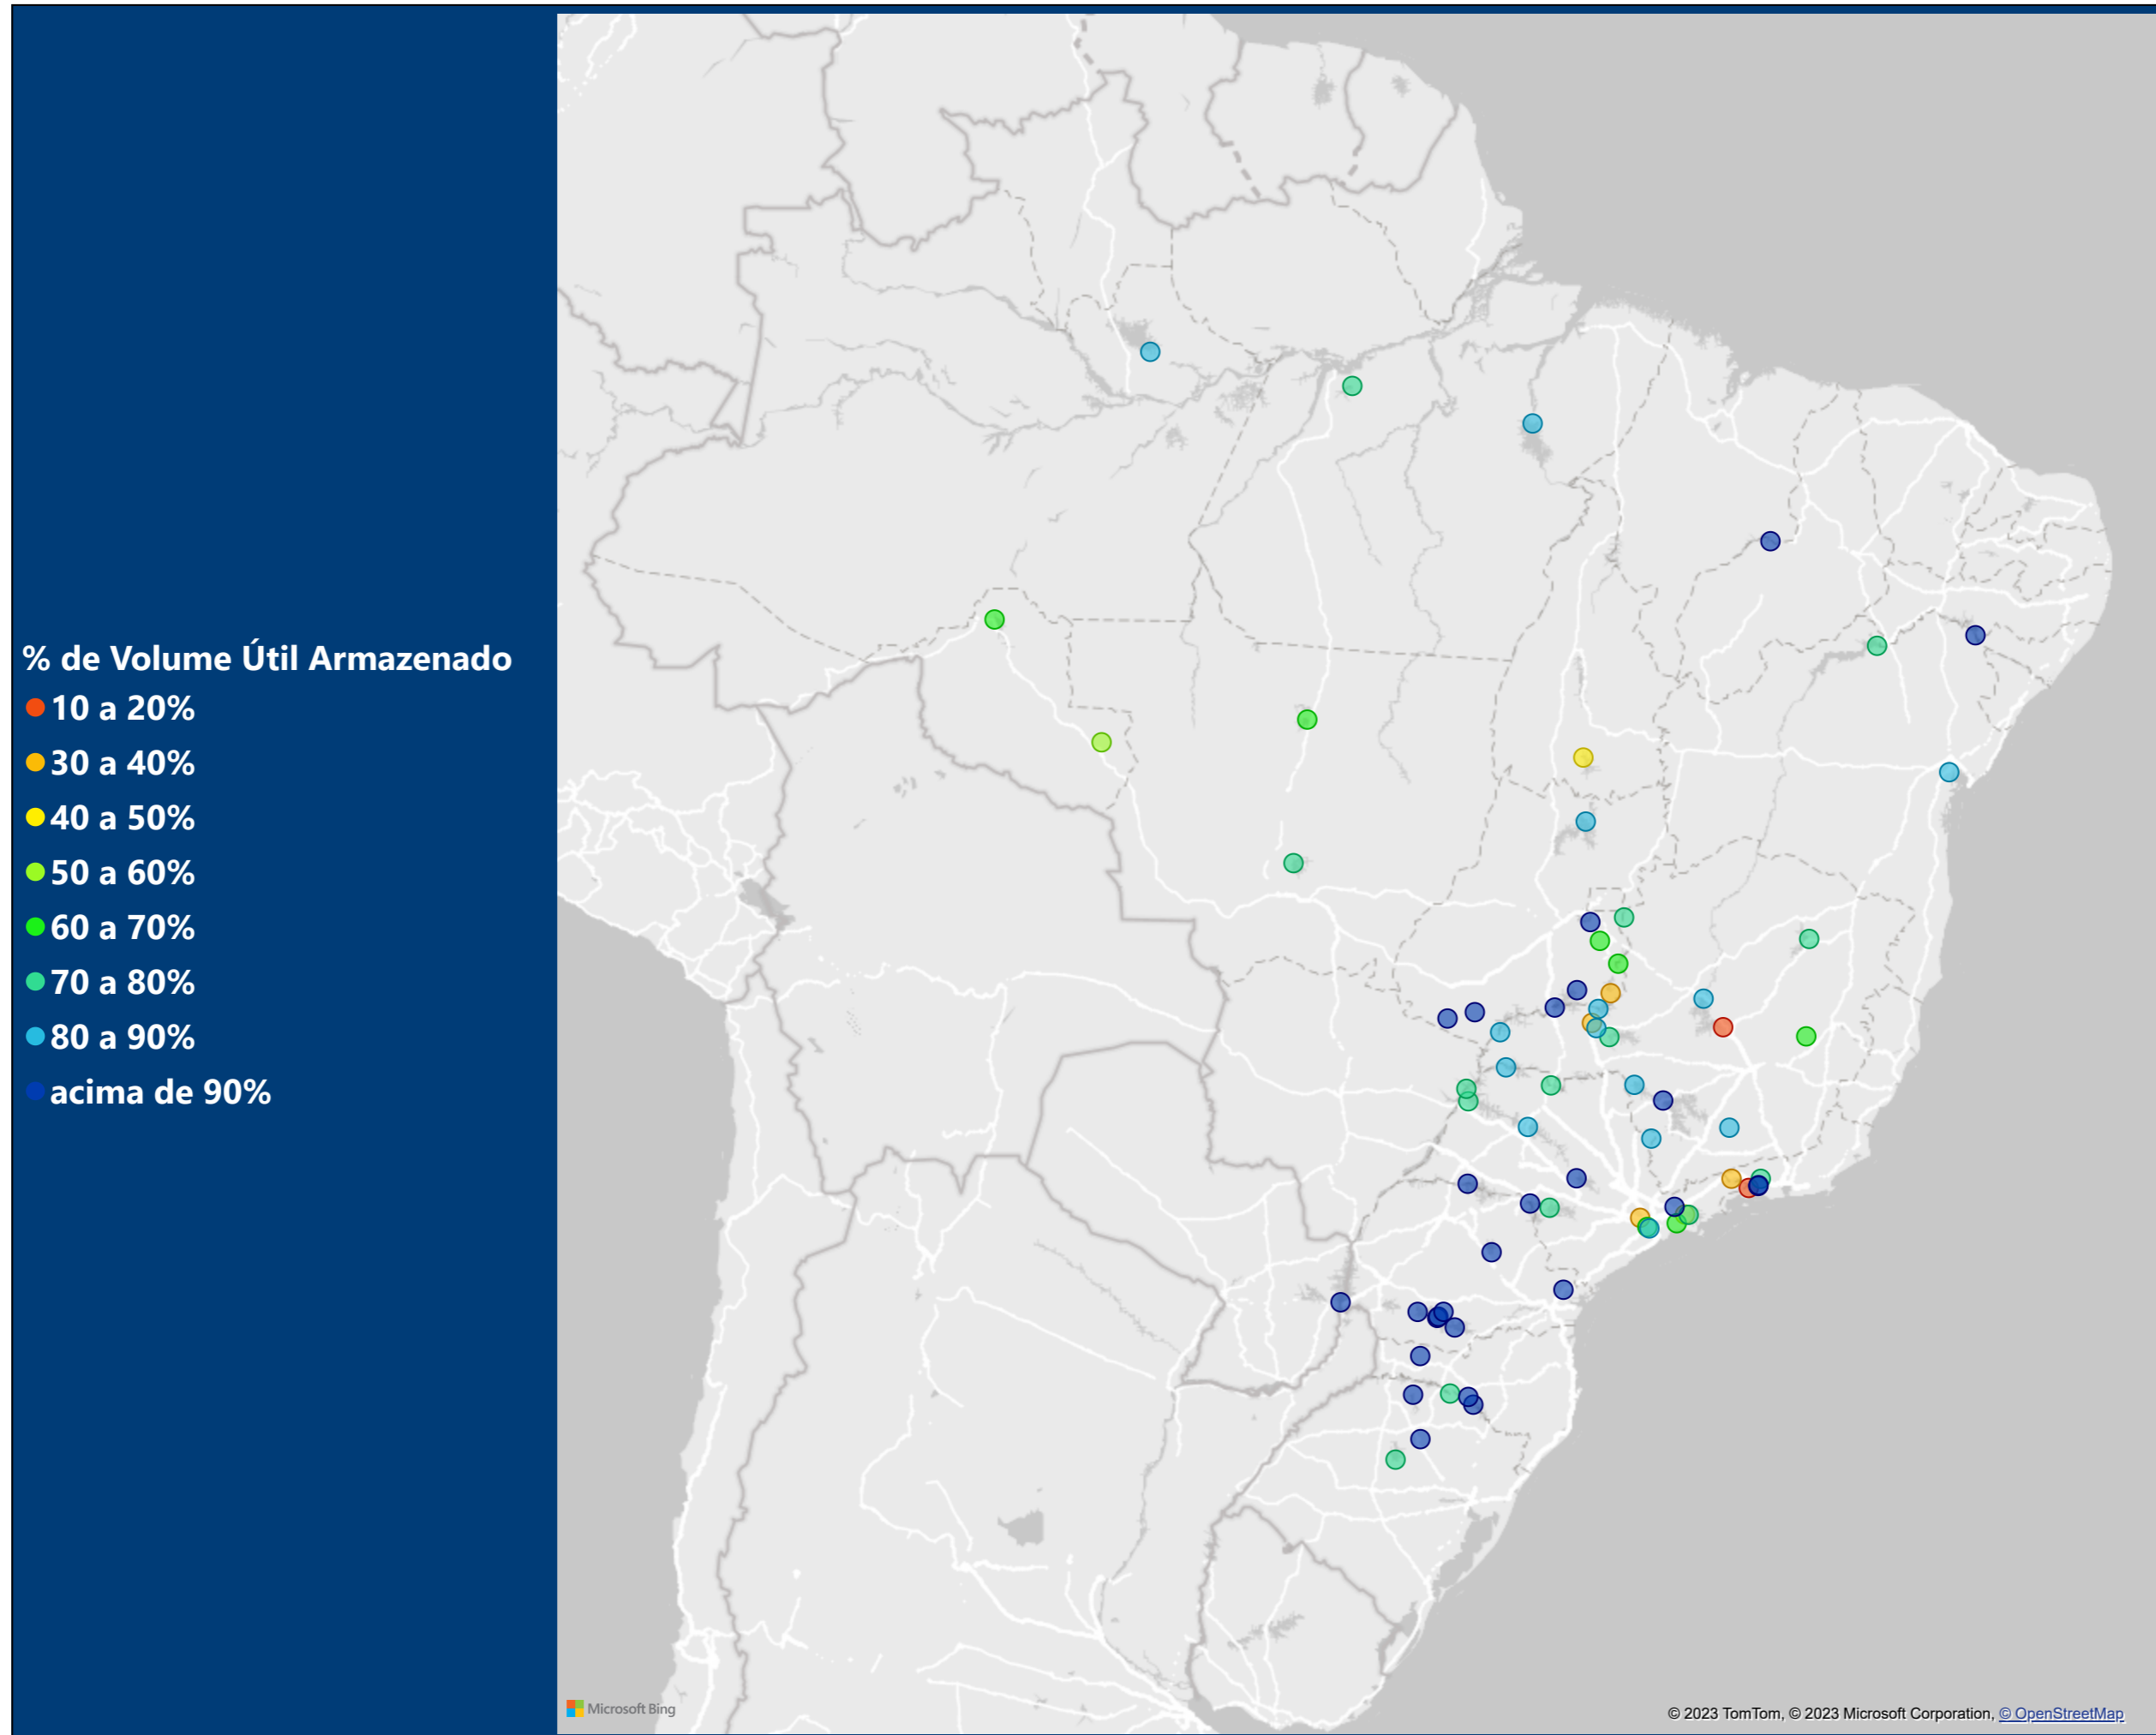 % de Volume Útil Armazenado
10 a 20%
30 a 40%
40 a 50%
50 a 60%
60 a 70%
70 a 80%
80 a 90%
acima de 90%
Microsoft Bing
© 2023 TomTom, © 2023 Microsoft Corporation, © OpenStreetMap